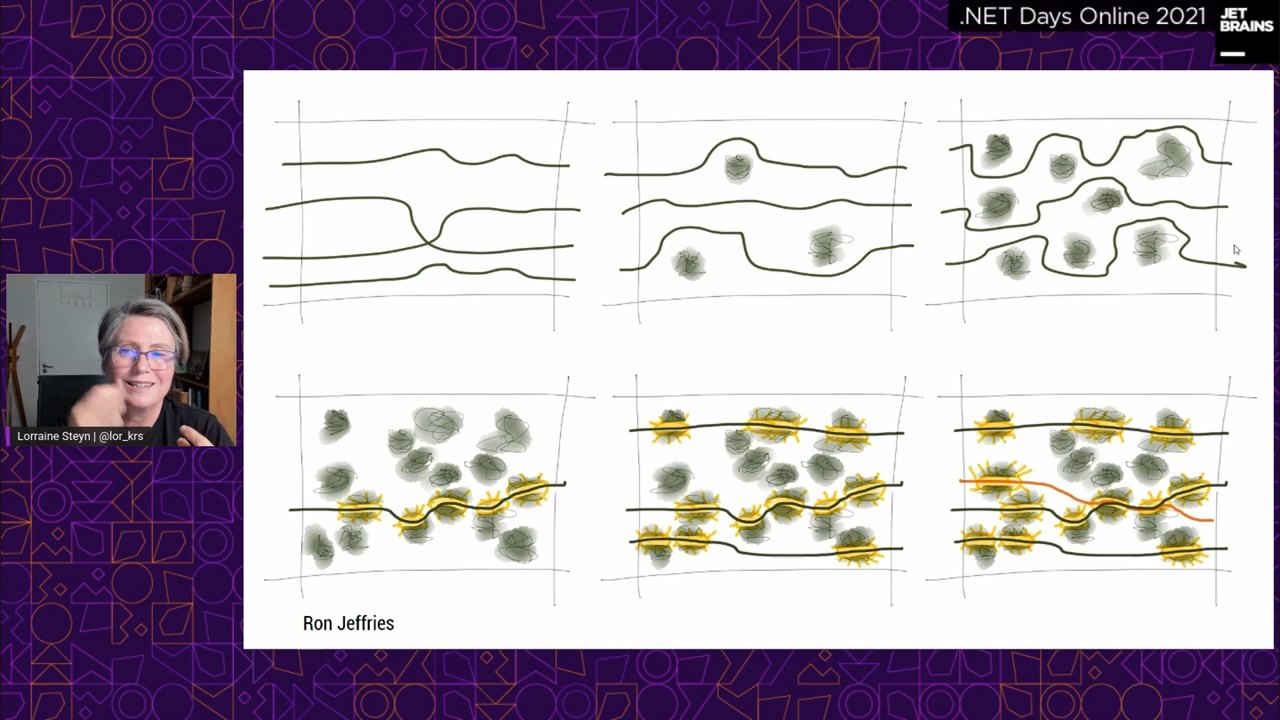 .NET Days Online 2021
JET
BRAINS
Lorraine Steyn | @lor_krs
Ron Jeffries